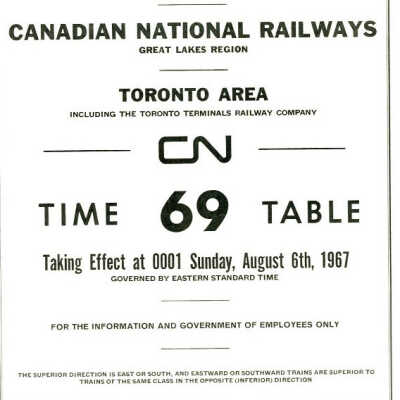 CANADIAN NATIONAL RAILWAYS
GREAT LAKES REGION
TORONTO AREA
INCLUDING THE TORONTO TERMINALS RAILWAY COMPANY
CN
TIME 69 TABLE
Taking Effect at 0001 Sunday, August 6th, 1967
GOVERNED BY EASTERN STANDARD TIME
FOR THE INFORMATION AND GOVERNMENT OF EMPLOYEES ONLY
THE SUPERIOR DIRECTION IS EAST OR SOUTH, AND EASTWARD OR SOUTHWARD TRAINS ARE SUPERIOR TO
TRAINS OF THE SAME CLASS IN THE OPPOSITE (INFERIOR) DIRECTION